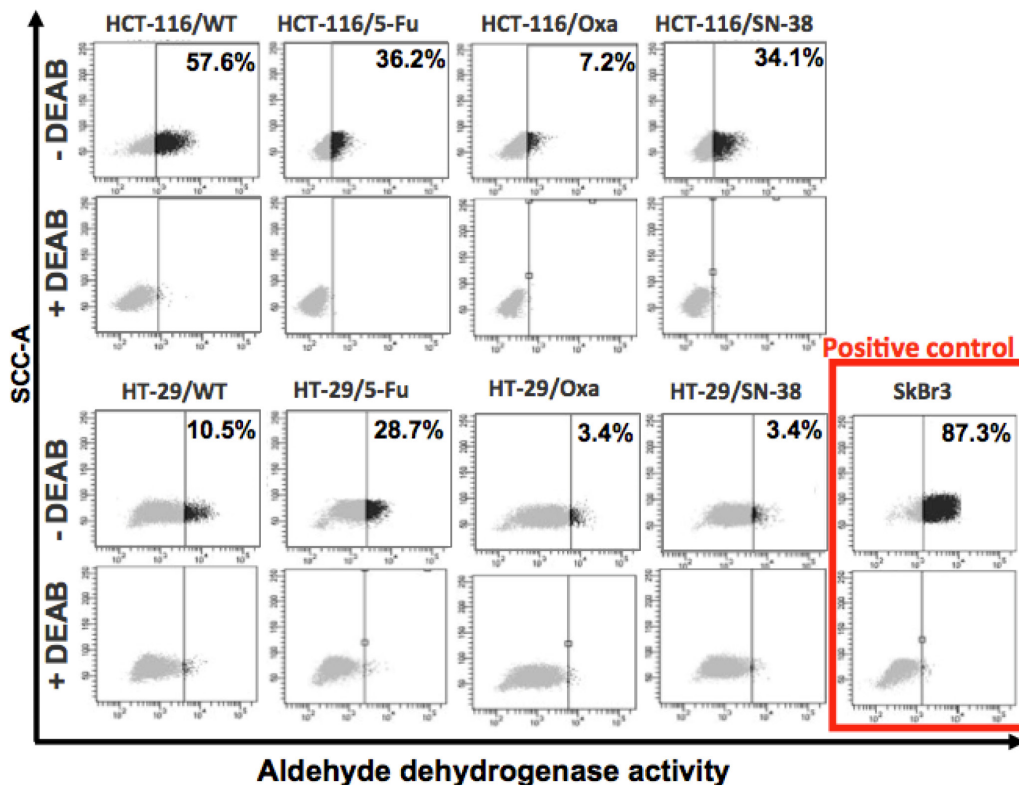 HCT-116/WT HCT-116/5-Fu HCT-116/Oxa HCT-116/SN-38
57.6% 36.2% 7.2% 34.1%
- DEAB
+ DEAB
SCC-A
Positive control
HT-29/WT HT-29/5-Fu HT-29/Oxa HT-29/SN-38 SkBr3
10.5% 28.7% 3.4% 3.4% 87.3%
- DEAB
+ DEAB
Aldehyde dehydrogenase activity